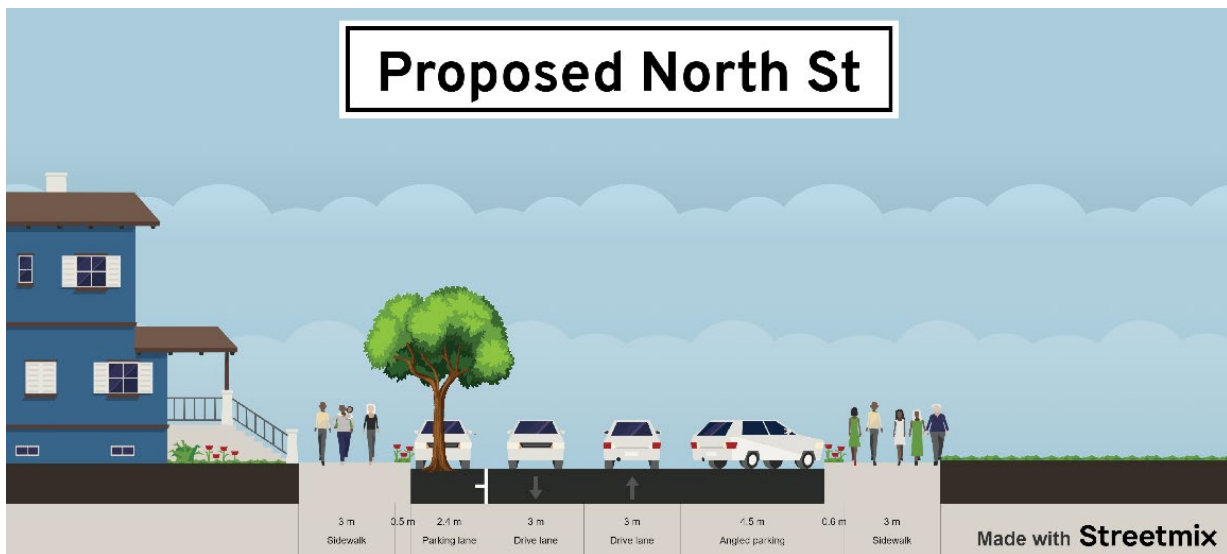 Proposed North St
3 m
Sidewalk
0.5 m
2.4 m
Parking lane
3 m
Drive lane
3 m
Drive lane
4.5 m
Angled parking
0.6 m
3 m
Sidewalk
Made with Streetmix